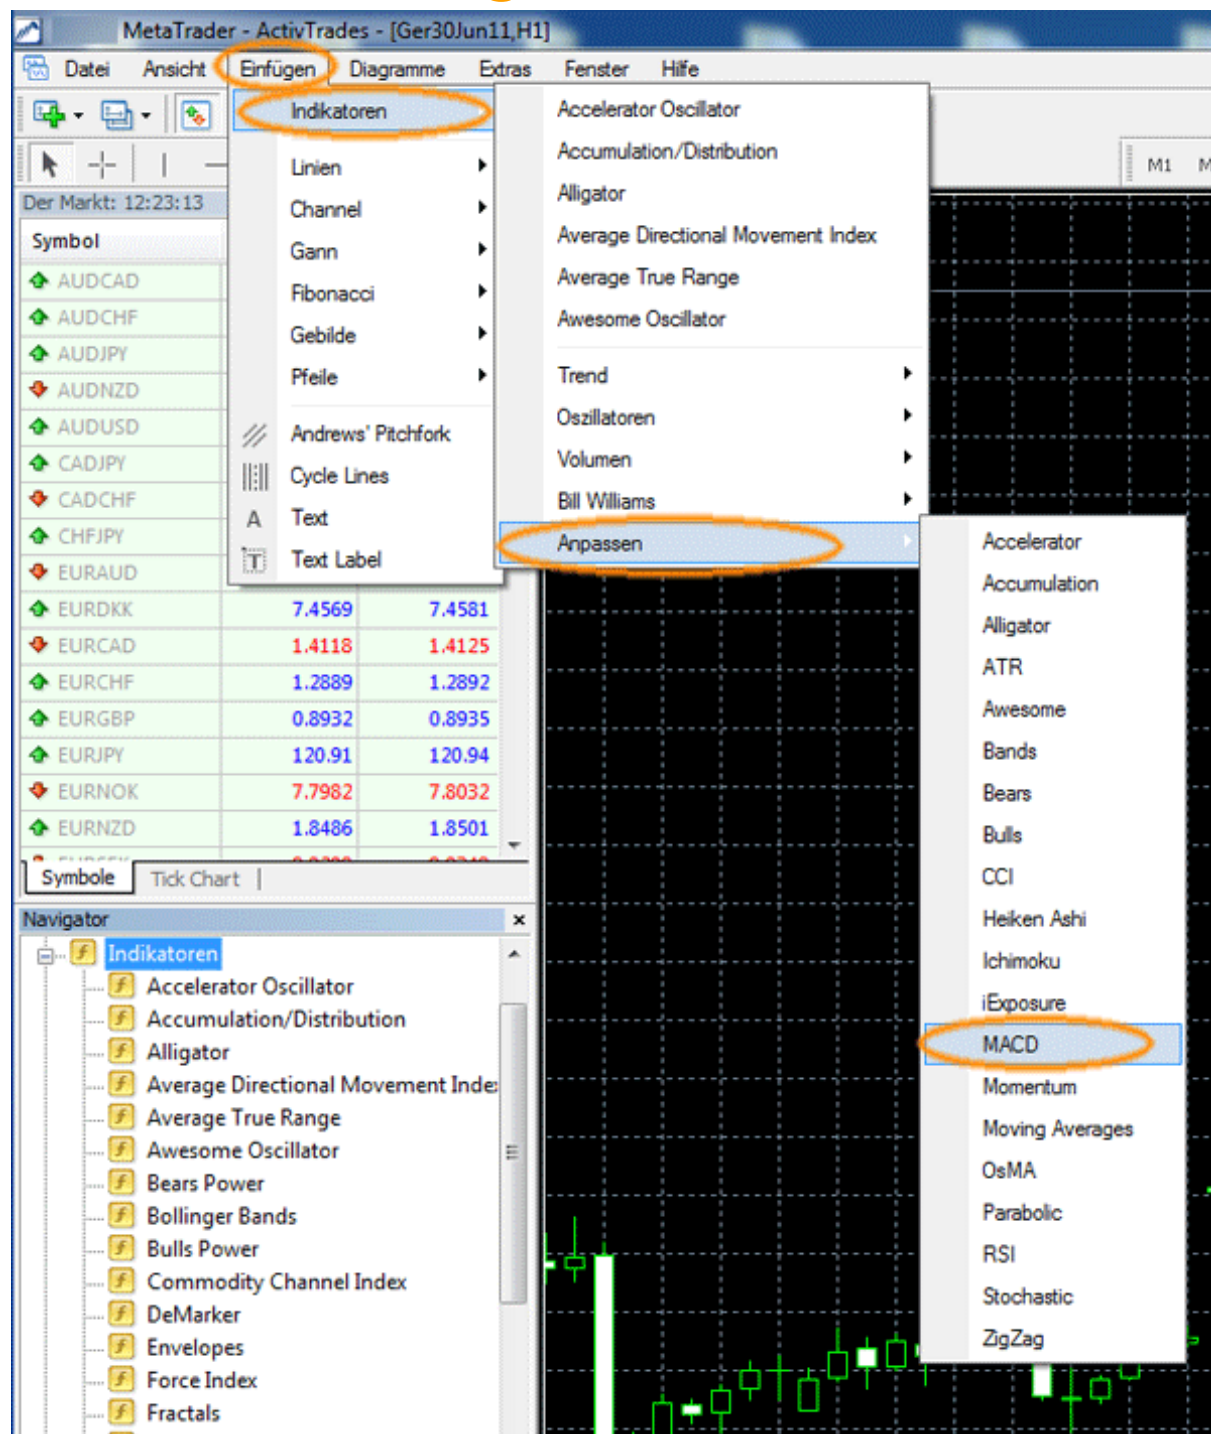 MetaTrader - ActivTrades - [Ger30Jun11,H1]
Datei Ansicht Einfügen Diagramme Extras Fenster Hilfe
Indikatoren
Linien
Channel
Gann
Fibonacci
Gebilde
Pfeile
Andrews' Pitchfork
Cycle Lines
A Text
T Text Label
Accelerator Oscillator
Accumulation/Distribution
Alligator
Average Directional Movement Index
Average True Range
Awesome Oscillator
Trend
Oszillatoren
Volumen
Bill Williams
Anpassen
Accelerator
Accumulation
Alligator
ATR
Awesome
Bands
Bears
Bulls
CCI
Heiken Ashi
Ichimoku
iExposure
MACD
Momentum
Moving Averages
OsMA
Parabolic
RSI
Stochastic
ZigZag
M1
Der Markt: 12:23:13
Symbol
AUDCAD
AUDCHF
AUDJPY
AUDNZD
AUDUSD
CADJPY
CADCHF
CHFJPY
EURAUD
EURDKK 7.4569 7.4581
EURCAD 1.4118 1.4125
EURCHF 1.2889 1.2892
EURGBP 0.8932 0.8935
EURJPY 120.91 120.94
EURNOK 7.7982 7.8032
EURNZD 1.8486 1.8501
Symbole Tick Chart |
Navigator x
Indikatoren
Accelerator Oscillator
Accumulation/Distribution
Alligator
Average Directional Movement Inde
Average True Range
Awesome Oscillator
Bears Power
Bollinger Bands
Bulls Power
Commodity Channel Index
DeMarker
Envelopes
Force Index
Fractals